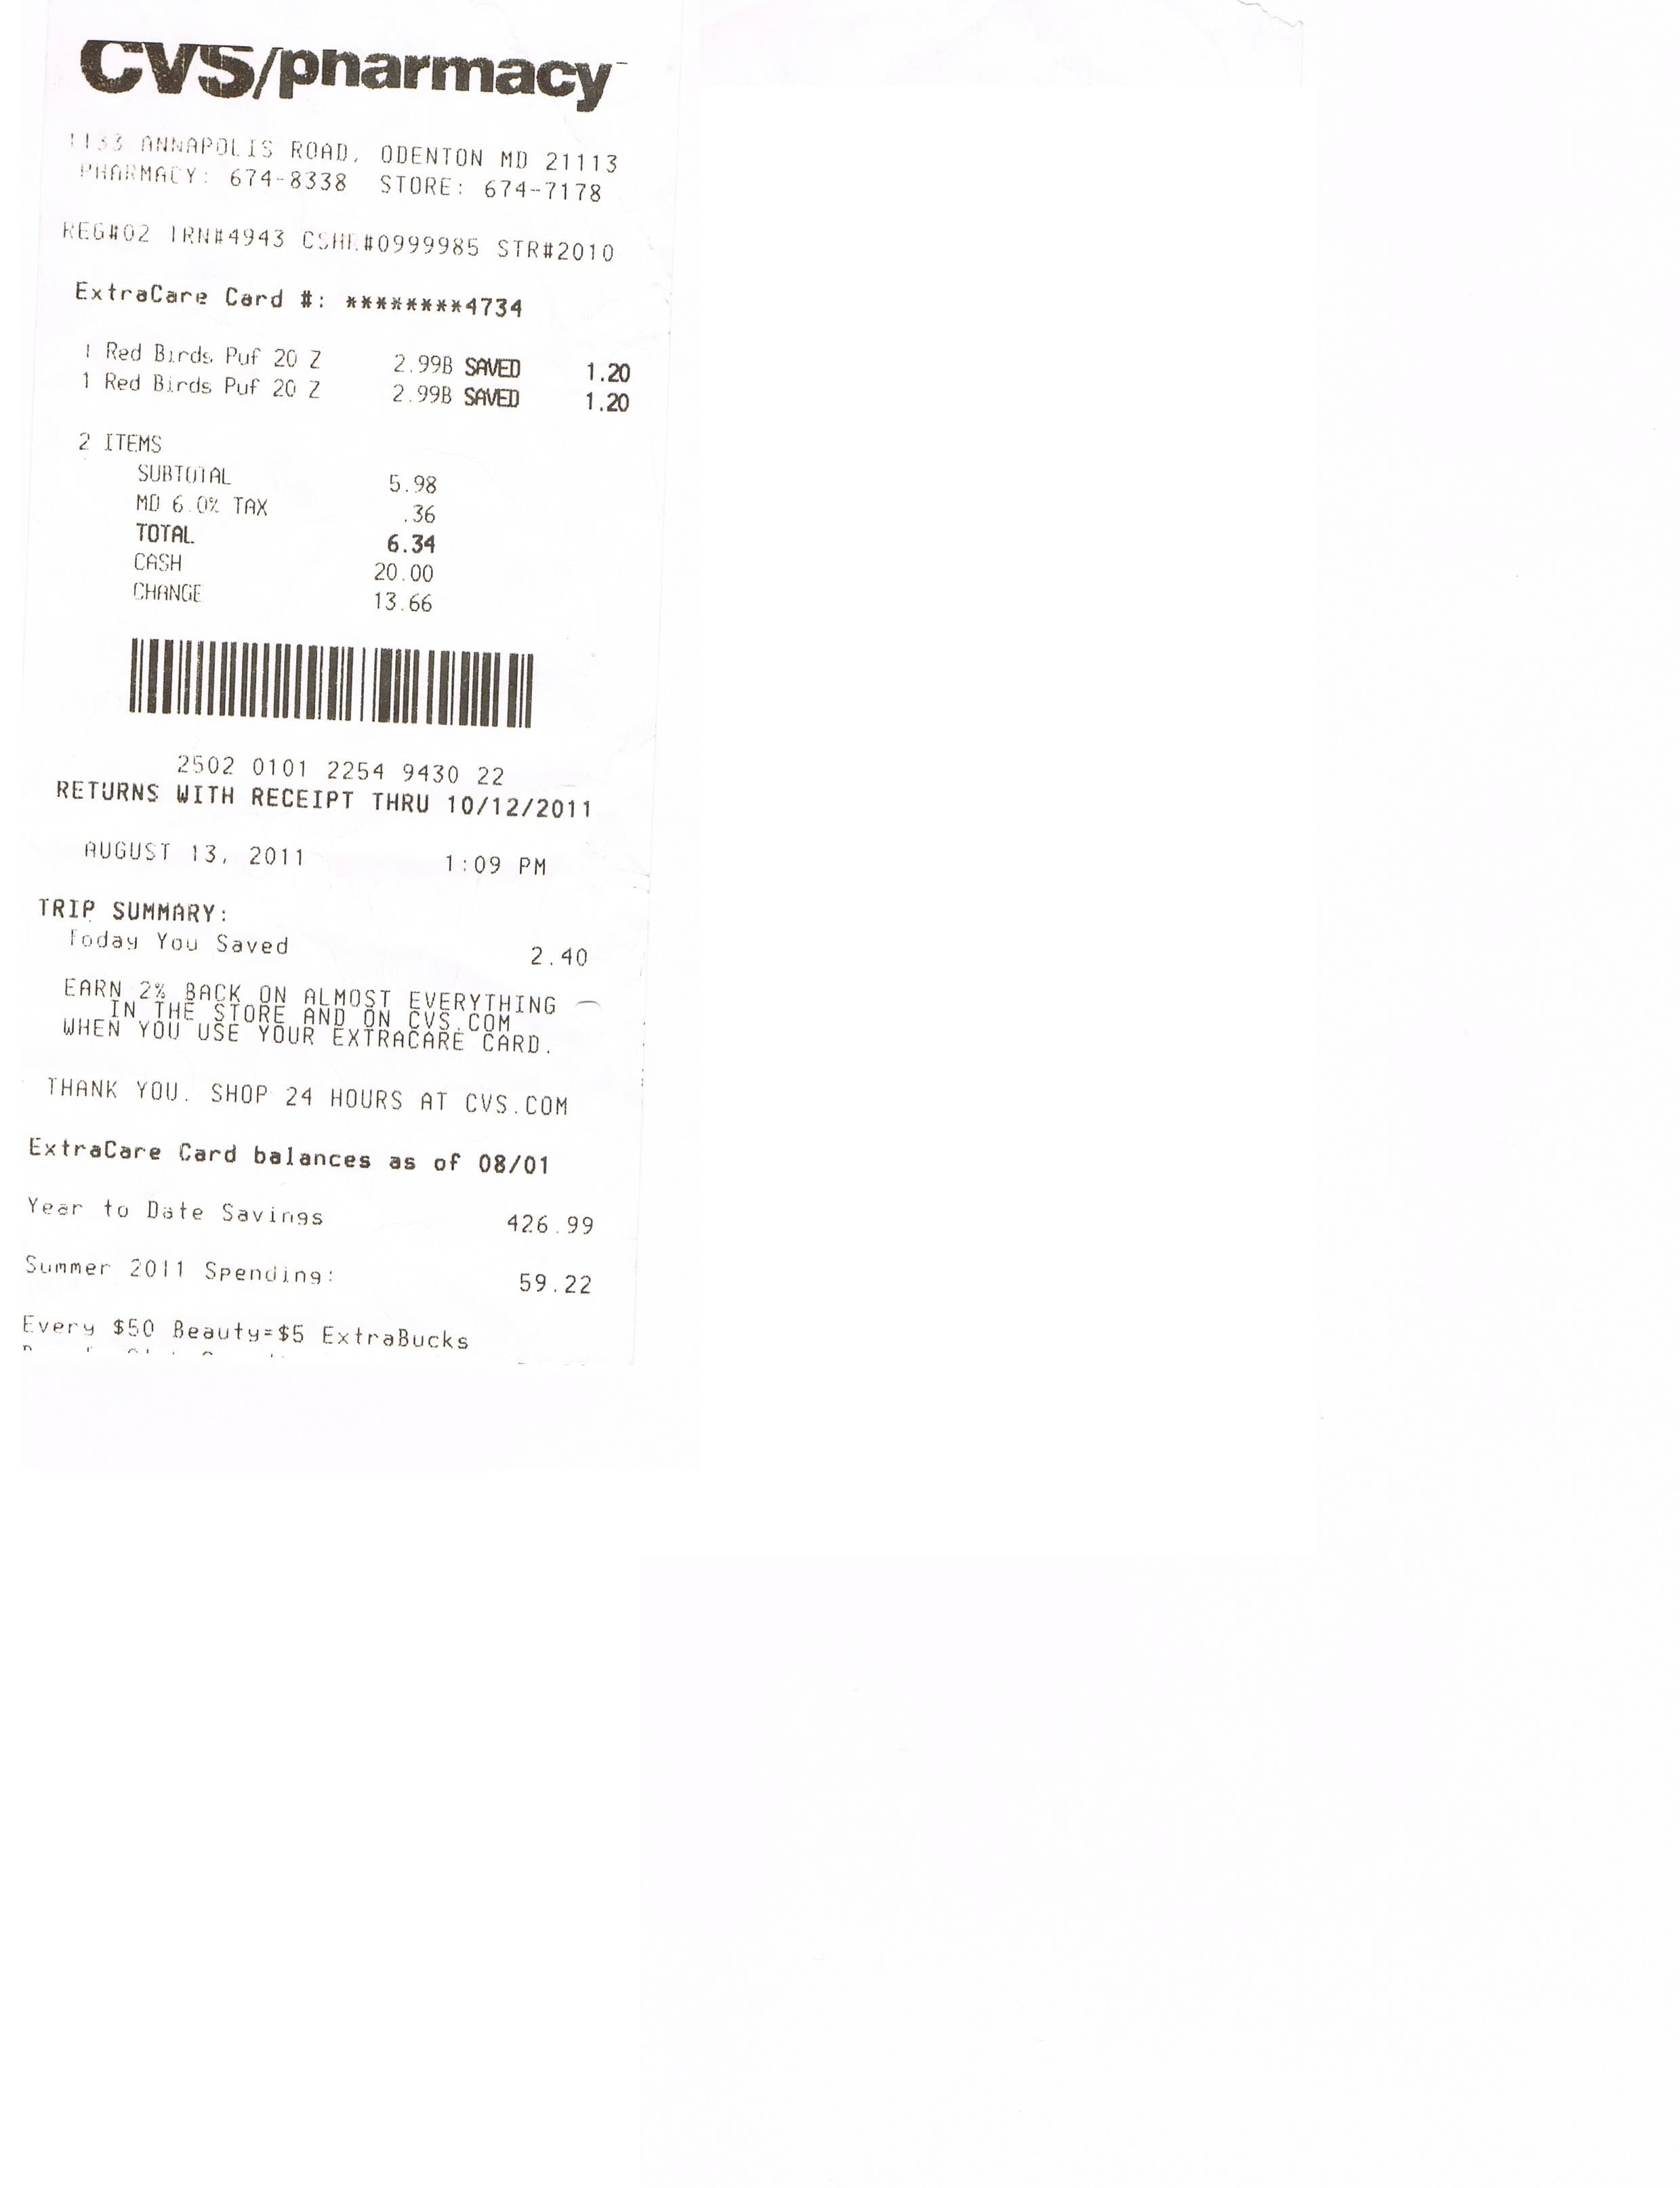 CVS/pharmacy
1133 ANNAPOLIS ROAD, ODENTON MD 21113
PHARMACY: 674-8338 STORE: 674-7178
REG#02 TRN#4943 CSHR#0999985 STR#2010
ExtraCare Card #: ********4734
1 Red Birds Puf 20 Z 2.99B SAVED 1.20
1 Red Birds Puf 20 Z 2.99B SAVED 1.20
2 ITEMS
SUBTOTAL 5.98
MD 6.0% TAX .36
TOTAL 6.34
CASH 20.00
CHANGE 13.66
2502 0101 2254 9430 22
RETURNS WITH RECEIPT THRU 10/12/2011
AUGUST 13, 2011 1:09 PM
TRIP SUMMARY:
Today You Saved 2.40
EARN 2% BACK ON ALMOST EVERYTHING
IN THE STORE AND ON CVS.COM
WHEN YOU USE YOUR EXTRACARE CARD.
THANK YOU. SHOP 24 HOURS AT CVS.COM
ExtraCare Card balances as of 08/01
Year to Date Savings 426.99
Summer 2011 Spending: 59.22
Every $50 Beauty=$5 ExtraBucks